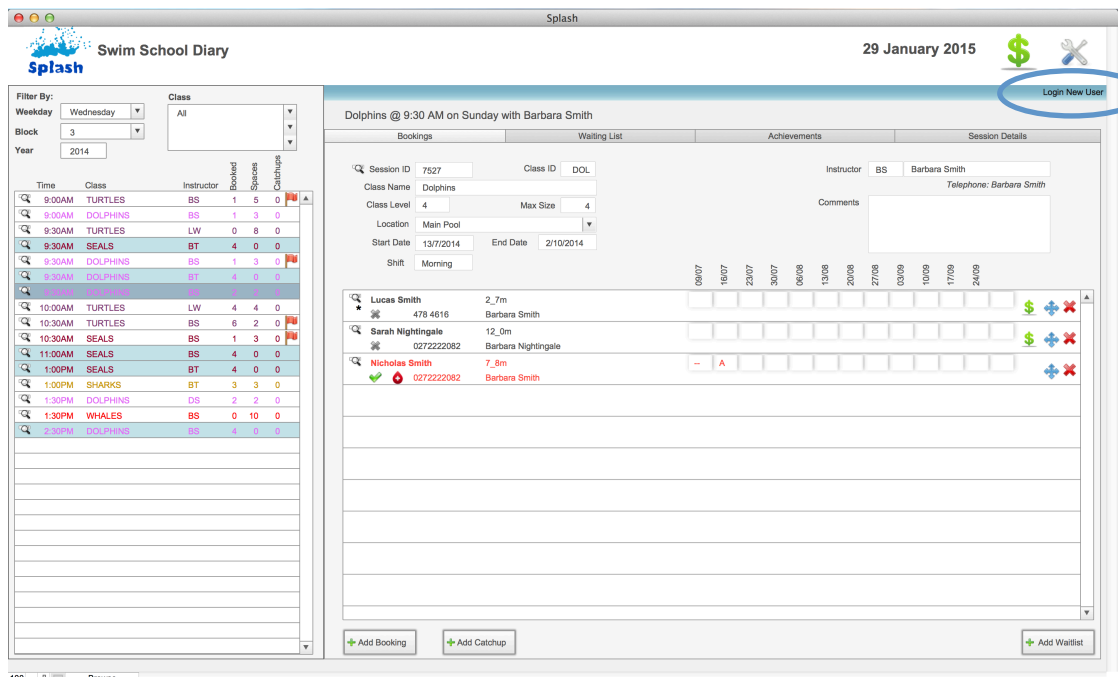 Splash
Swim School Diary
29 January 2015
Splash
Login New User
Filter By:
Class
Weekday Wednesday
All
Block 3
Year 2014
Dolphins @ 9:30 AM on Sunday with Barbara Smith
Bookings Waiting List Achievements Session Details
Time Class Instructor Booked Spaces Catchups
9:00AM TURTLES BS 1 5 0
9:00AM DOLPHINS BS 1 3 0
9:30AM TURTLES LW 0 8 0
9:30AM SEALS BT 4 0 0
9:30AM DOLPHINS BS 1 3 0
9:30AM DOLPHINS BT 4 0 0
9:30AM DOLPHINS BS 2 2 0
10:00AM TURTLES LW 4 4 0
10:30AM TURTLES BS 6 2 0
10:30AM SEALS BS 1 3 0
11:00AM SEALS BS 4 0 0
1:00PM SEALS BT 4 0 0
1:00PM SHARKS BT 3 3 0
1:30PM DOLPHINS DS 2 2 0
1:30PM WHALES BS 0 10 0
2:30PM DOLPHINS BS 4 0 0
Session ID 7527 Class ID DOL Instructor BS Barbara Smith
Class Name Dolphins
Telephone: Barbara Smith
Class Level 4 Max Size 4 Comments
Location Main Pool
Start Date 13/7/2014 End Date 2/10/2014
Shift Morning
09/07 16/07 23/07 30/07 06/08 13/08 20/08 27/08 03/09 10/09 17/09 24/09
Lucas Smith 2_7m
* 478 4616 Barbara Smith
Sarah Nightingale 12_0m
0272222082 Barbara Nightingale
Nicholas Smith 7_8m -- A
0272222082 Barbara Smith
Add Booking Add Catchup Add Waitlist